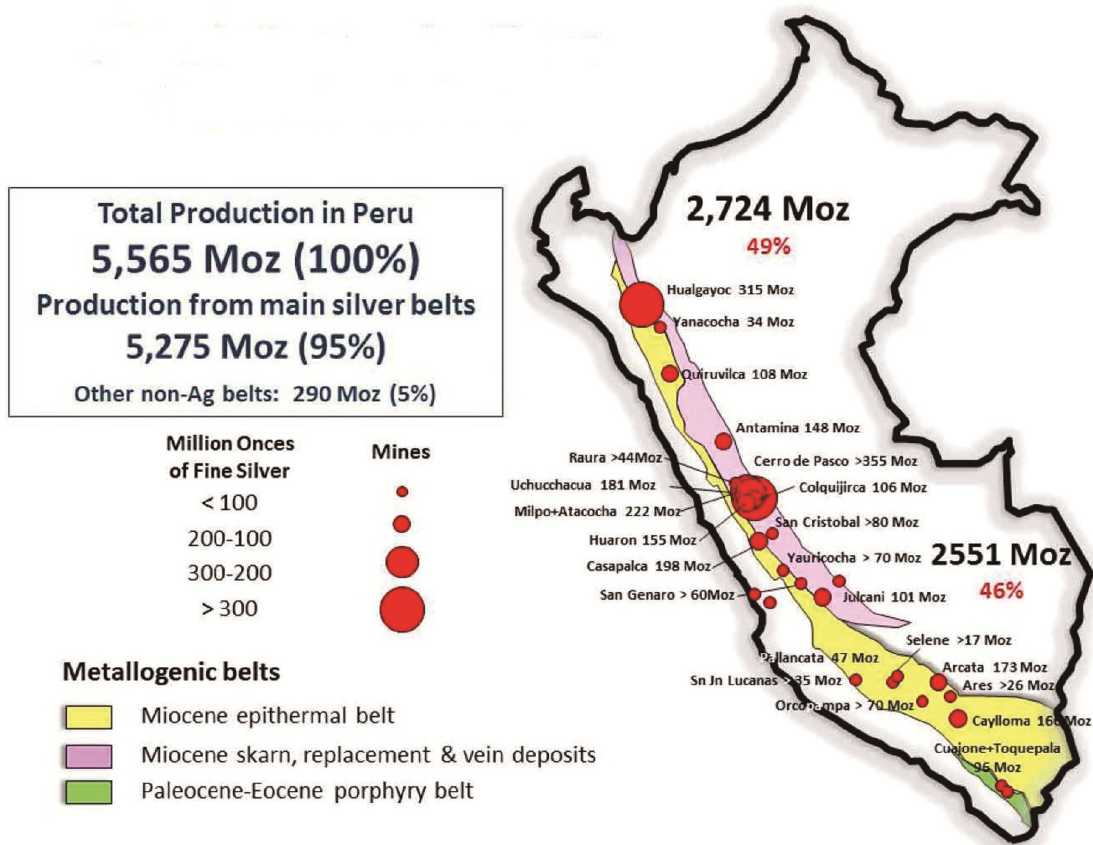 Total Production in Peru
5,565 Moz (100%)
Production from main silver belts
5,275 Moz (95%)
Other non-Ag belts: 290 Moz (5%)
Million Onces
of Fine Silver
Mines
< 100
200-100
300-200
> 300
Metallogenic belts
Miocene epithermal belt
Miocene skarn, replacement & vein deposits
Paleocene-Eocene porphyry belt
2,724 Moz
49%
Hualgayoc 315 Moz
Yanacocha 34 Moz
Quiruvilca 108 Moz
Antamina 148 Moz
Raura >44Moz
Cerro de Pasco >355 Moz
Uchucchacua 181 Moz
Colquijirca 106 Moz
Milpo+Atacocha 222 Moz
San Cristobal >80 Moz
Huaron 155 Moz
Yauricocha > 70 Moz
Casapalca 198 Moz
2551 Moz
46%
San Genaro > 60Moz
Julcani 101 Moz
Selene >17 Moz
Pallancata 47 Moz
Arcata 173 Moz
Sn Jn Lucanas > 35 Moz
Ares >26 Moz
Orcopampa > 70 Moz
Caylloma 166 Moz
Cuajone+Toquepala
96 Moz